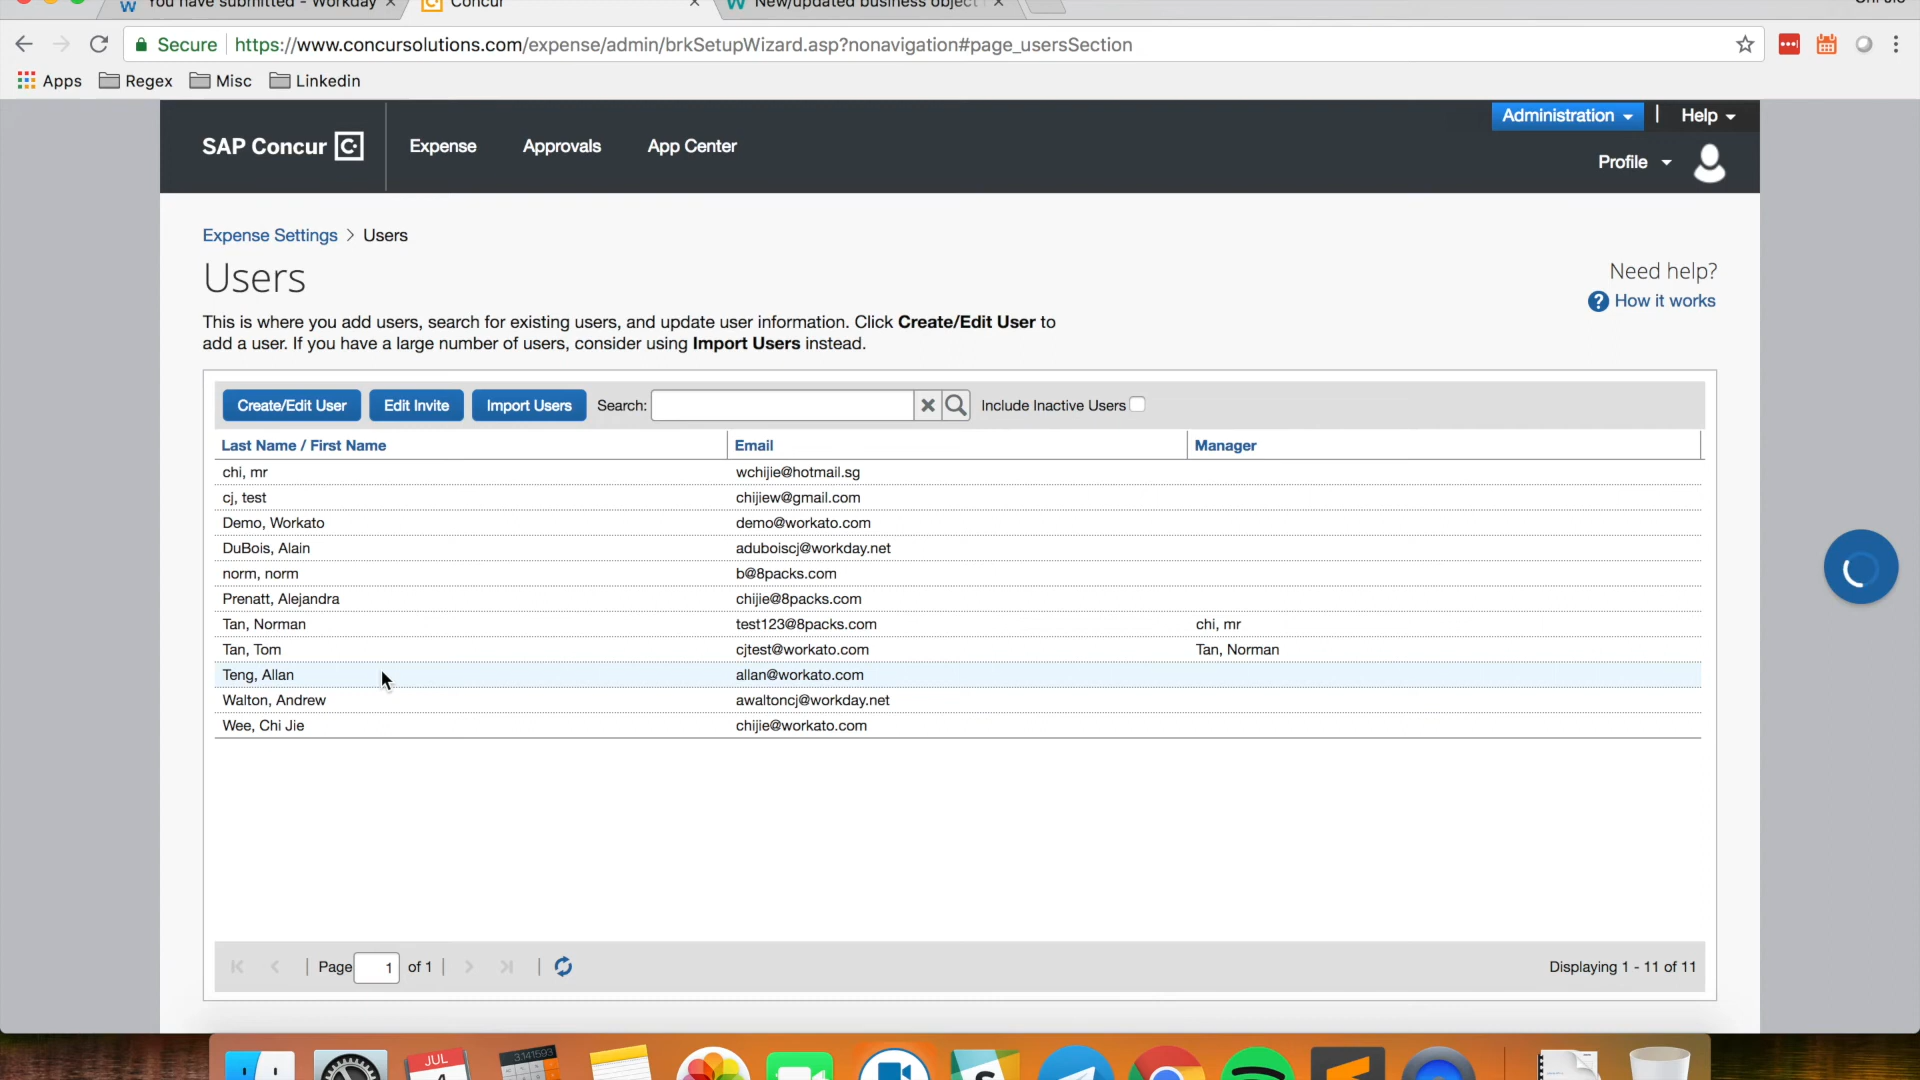 You have submitted - Workday
Concur
New/updated business object
Chi Jie
Secure
https://www.concursolutions.com/expense/admin/brkSetupWizard.asp?nonavigation#page_usersSection
Apps
Regex
Misc
Linkedin
Administration
Help
SAP Concur
Expense
Approvals
App Center
Profile
Expense Settings > Users
Users
Need help?
How it works
This is where you add users, search for existing users, and update user information. Click Create/Edit User to
add a user. If you have a large number of users, consider using Import Users instead.
Create/Edit User
Edit Invite
Import Users
Search:
Include Inactive Users
Last Name / First Name
Email
Manager
chi, mr
wchijie@hotmail.sg
cj, test
chijiew@gmail.com
Demo, Workato
demo@workato.com
DuBois, Alain
aduboiscj@workday.net
norm, norm
b@8packs.com
Prenatt, Alejandra
chijie@8packs.com
Tan, Norman
test123@8packs.com
chi, mr
Tan, Tom
cjtest@workato.com
Tan, Norman
Teng, Allan
allan@workato.com
Walton, Andrew
awaltoncj@workday.net
Wee, Chi Jie
chijie@workato.com
Page 1 of 1
Displaying 1 - 11 of 11
JUL
3.141593